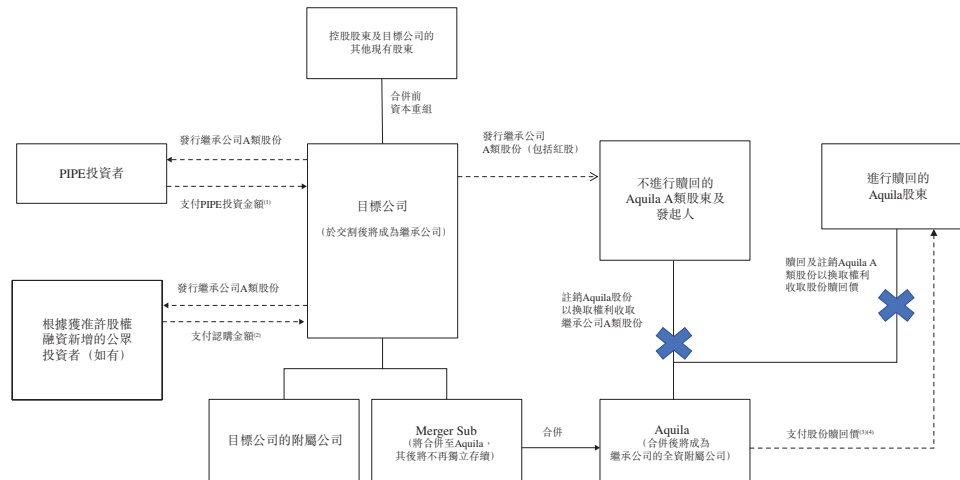 控股股東及目標公司的
其他現有股東
合併前
資本重組
發行繼承公司A類股份
PIPE投資者
支付PIPE投資金額⁽¹⁾
目標公司
(於交割後將成為繼承公司)
發行繼承公司
A類股份(包括紅股)
不進行贖回的
Aquila A類股東及
發起人
進行贖回的
Aquila股東
贖回及註銷Aquila A
類股份以換取權利
收取股份贖回價
發行繼承公司A類股份
根據獲准許股權
融資新增的公眾
投資者(如有)
支付認購金額⁽²⁾
註銷Aquila股份
以換取權利收取
繼承公司A類股份
目標公司的附屬公司
Merger Sub
(將合併至Aquila,
其後將不再獨立存續)
合併
Aquila
(合併後將成為
繼承公司的全資附屬公司)
支付股份贖回價⁽³⁾⁽⁴⁾